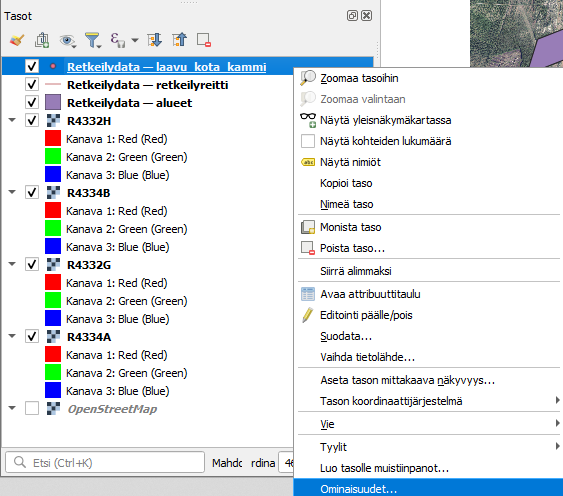 Tasot
Retkeilydata — laavu_kota_kammi
Retkeilydata — retkeilyreitti
Retkeilydata — alueet
R4332H
Kanava 1: Red (Red)
Kanava 2: Green (Green)
Kanava 3: Blue (Blue)
R4334B
Kanava 1: Red (Red)
Kanava 2: Green (Green)
Kanava 3: Blue (Blue)
R4332G
Kanava 1: Red (Red)
Kanava 2: Green (Green)
Kanava 3: Blue (Blue)
R4334A
Kanava 1: Red (Red)
Kanava 2: Green (Green)
Kanava 3: Blue (Blue)
OpenStreetMap
Etsi (Ctrl+K)
Mahdo rdina 46
Zoomaa tasoihin
Zoomaa valintaan
Näytä yleisnäkymäkartassa
Näytä kohteiden lukumäärä
abc Näytä nimiöt
Kopioi taso
Nimeä taso
Monista taso
Poista taso...
Siirrä alimmaksi
Avaa attribuuttitaulu
Editointi päälle/pois
Suodata...
Vaihda tietolähde...
Aseta tason mittakaava näkyvyys...
Tason koordinaattijärjestelmä
Vie
Tyylit
Luo tasolle muistiinpanot...
Ominaisuudet...